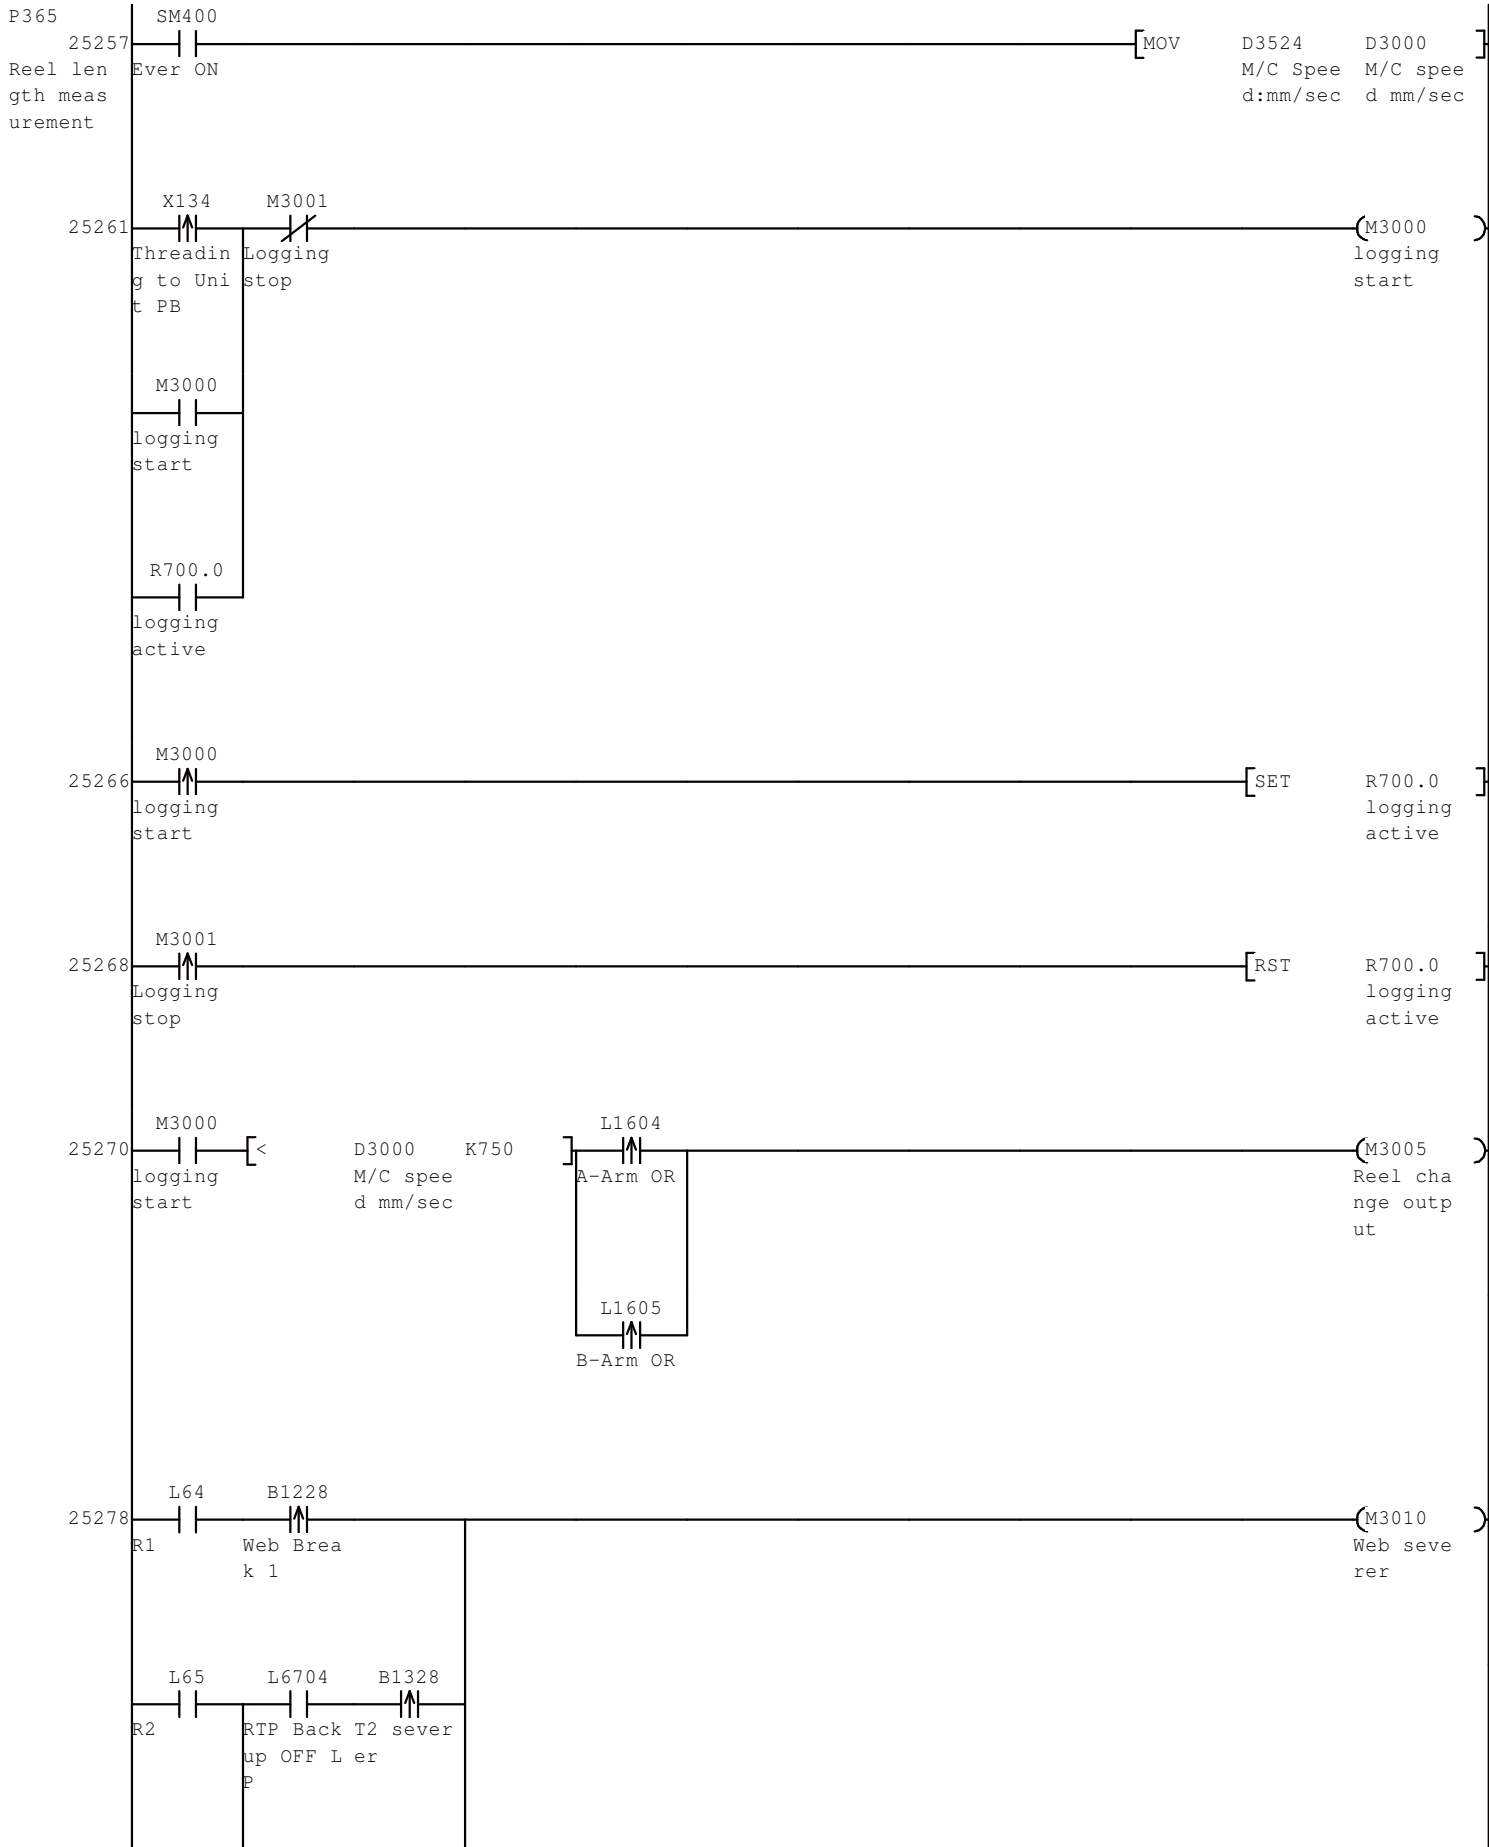 P365 SM400
25257 [MOV D3524 D3000 ]
Reel len Ever ON M/C Spee M/C spee
gth meas d:mm/sec d mm/sec
urement
X134 M3001
25261 (M3000 )
Threadin Logging logging
g to Uni stop start
t PB
M3000
logging
start
R700.0
logging
active
M3000
25266 [SET R700.0 ]
logging logging
start active
M3001
25268 [RST R700.0 ]
Logging logging
stop active
M3000 L1604
25270 [< D3000 K750 ] (M3005 )
logging M/C spee A-Arm OR Reel cha
start d mm/sec nge outp
ut
L1605
B-Arm OR
L64 B1228
25278 (M3010 )
R1 Web Brea Web seve
k 1 rer
L65 L6704 B1328
R2 RTP Back T2 sever
up OFF L er
P